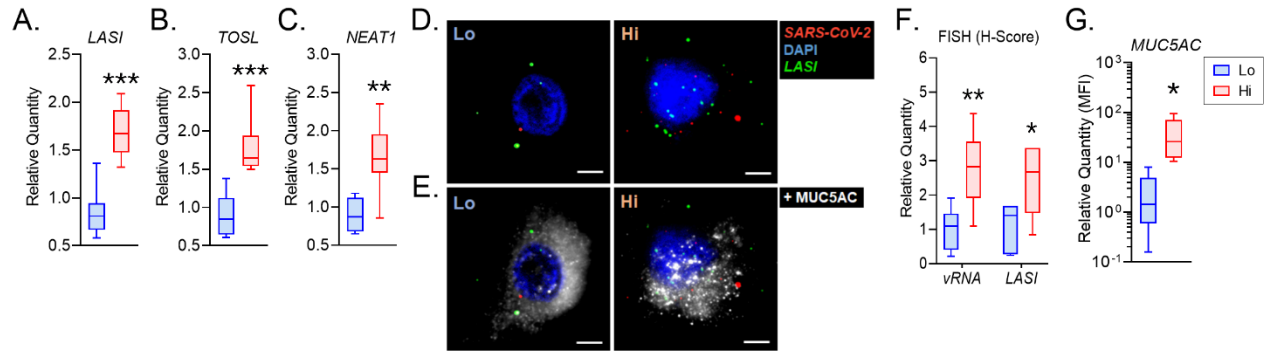 A.
LASI
Relative Quantity
2.5
2.0
1.5
1.0
0.5
***
B.
TOSL
Relative Quantity
3.0
2.5
2.0
1.5
1.0
0.5
***
C.
NEAT1
Relative Quantity
3.0
2.5
2.0
1.5
1.0
0.5
**
D.
Lo
Hi
SARS-CoV-2
DAPI
LASI
E.
Lo
Hi
+ MUC5AC
F.
FISH (H-Score)
Relative Quantity
6
5
4
3
2
1
0
**
*
vRNA
LASI
G.
MUC5AC
Relative Quantity (MFI)
10³
10²
10¹
10⁰
10⁻¹
*
Lo
Hi